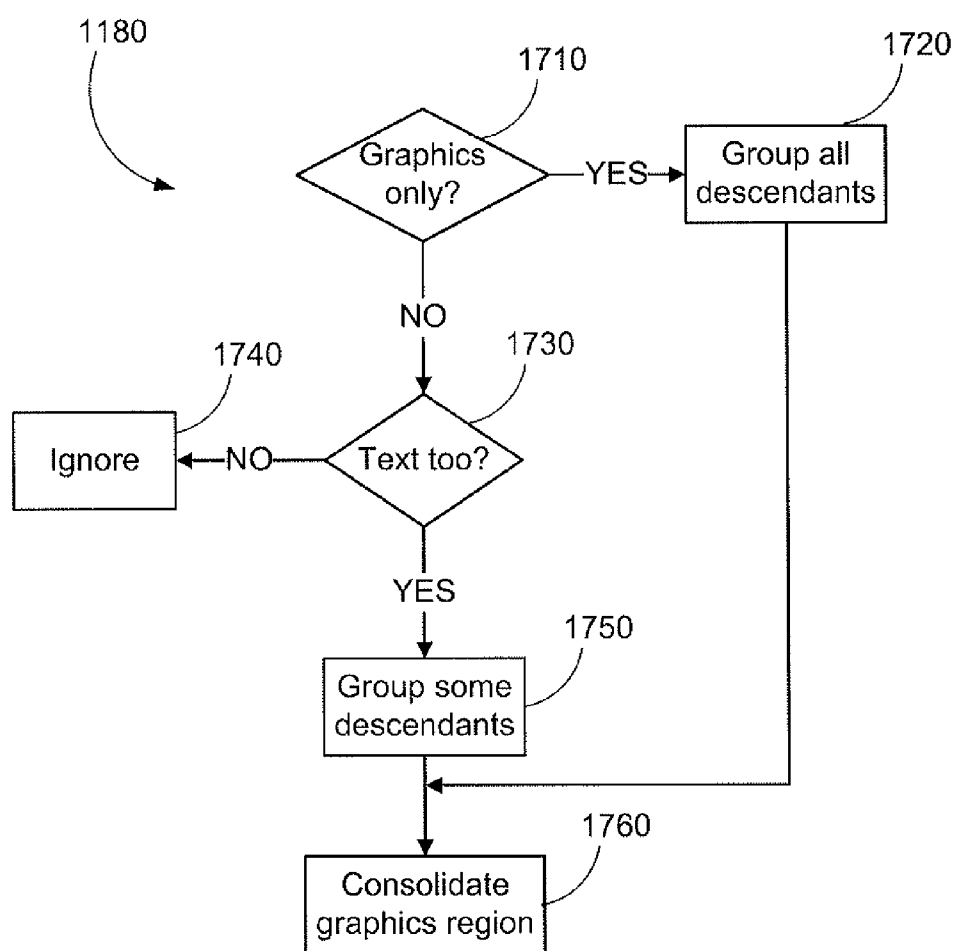 1180
1710
1720
Graphics
only?
YES
Group all
descendants
NO
1740
1730
Ignore
NO
Text too?
YES
1750
Group some
descendants
1760
Consolidate
graphics region